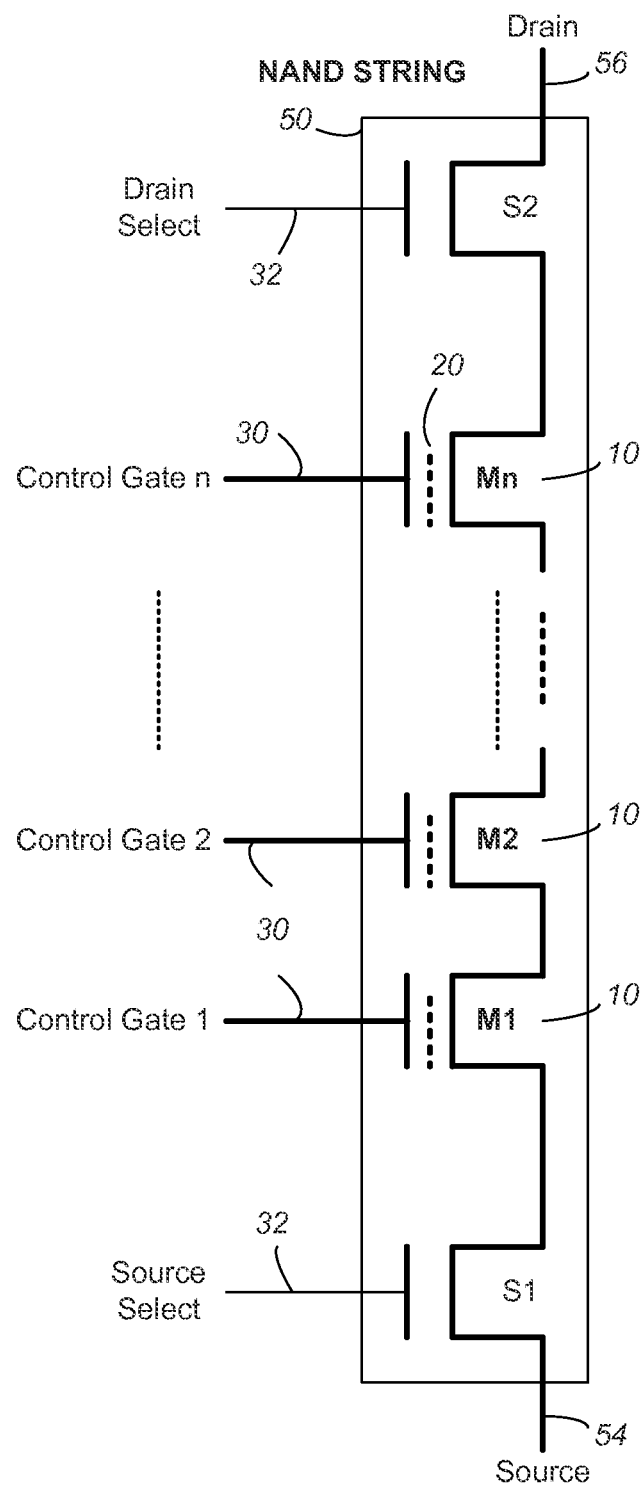 Drain
56
NAND STRING
50
Drain
Select
S2
32
20
30
10
Control Gate n
Mn
10
Control Gate 2
M2
30
10
Control Gate 1
M1
32
Source
Select
S1
54
Source